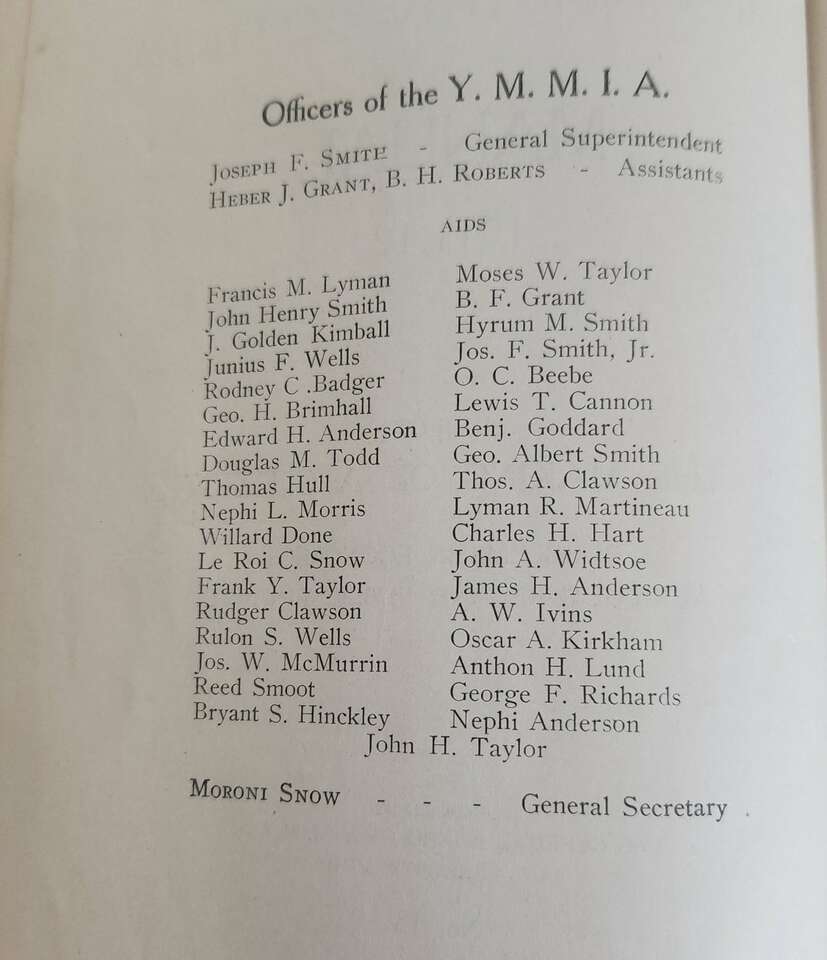 Officers of the Y. M. M. I. A.
JOSEPH F. SMITH - General Superintendent
HEBER J. GRANT, B. H. ROBERTS - Assistants
AIDS
Francis M. Lyman
John Henry Smith
J. Golden Kimball
Junius F. Wells
Rodney C .Badger
Geo. H. Brimhall
Edward H. Anderson
Douglas M. Todd
Thomas Hull
Nephi L. Morris
Willard Done
Le Roi C. Snow
Frank Y. Taylor
Rudger Clawson
Rulon S. Wells
Jos. W. McMurrin
Reed Smoot
Bryant S. Hinckley
Moses W. Taylor
B. F. Grant
Hyrum M. Smith
Jos. F. Smith, Jr.
O. C. Beebe
Lewis T. Cannon
Benj. Goddard
Geo. Albert Smith
Thos. A. Clawson
Lyman R. Martineau
Charles H. Hart
John A. Widtsoe
James H. Anderson
A. W. Ivins
Oscar A. Kirkham
Anthon H. Lund
George F. Richards
Nephi Anderson
John H. Taylor
MORONI SNOW - - - General Secretary